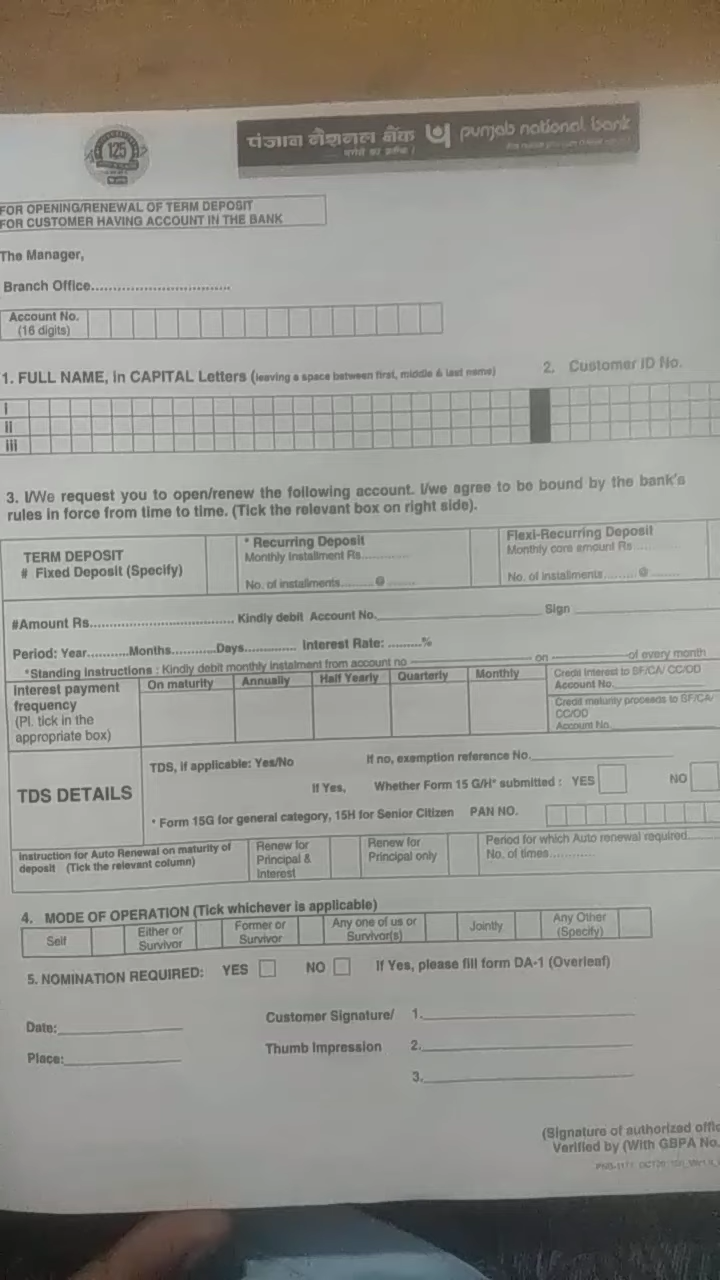 125
पंजाब नैशनल बैंक punjab national bank
FOR OPENING/RENEWAL OF TERM DEPOSIT
FOR CUSTOMER HAVING ACCOUNT IN THE BANK
The Manager,
Branch Office...............................
Account No.
(16 digits)
1. FULL NAME, in CAPITAL Letters (leaving a space between first, middle & last name) 2. Customer ID No.
i
ii
iii
3. I/We request you to open/renew the following account. I/we agree to be bound by the bank's
rules in force from time to time. (Tick the relevant box on right side).
TERM DEPOSIT
# Fixed Deposit (Specify)
* Recurring Deposit
Monthly Installment Rs............
No. of installments.........@........
Flexi-Recurring Deposit
Monthly core amount Rs..........
No. of installments.........@........
#Amount Rs.................................... Kindly debit Account No.____________ Sign ____________
Period: Year...........Months............Days.............. Interest Rate: .........%
*Standing Instructions : Kindly debit monthly Instalment from account no ____________ on ____________of every month
Interest payment
frequency
(Pl. tick in the
appropriate box)
On maturity Annually Half Yearly Quarterly Monthly
Credit Interest to SF/CA/ CC/OD
Account No.____________
Credit maturity proceeds to SF/CA/
CC/OD
Account No.____________
TDS DETAILS
TDS, if applicable: Yes/No If no, exemption reference No.____________
If Yes, Whether Form 15 G/H* submitted : YES NO
* Form 15G for general category, 15H for Senior Citizen PAN NO.
Instruction for Auto Renewal on maturity of
deposit (Tick the relevant column)
Renew for
Principal &
Interest
Renew for
Principal only
Period for which Auto renewal required........
No. of times............
4. MODE OF OPERATION (Tick whichever is applicable)
Self
Either or
Survivor
Former or
Survivor
Any one of us or
Survivor(s)
Jointly
Any Other
(Specify)
5. NOMINATION REQUIRED: YES NO If Yes, please fill form DA-1 (Overleaf)
Date:____________
Place:____________
Customer Signature/ 1.____________
Thumb Impression 2.____________
3.____________
(Signature of authorized offic
Verified by (With GBPA No.